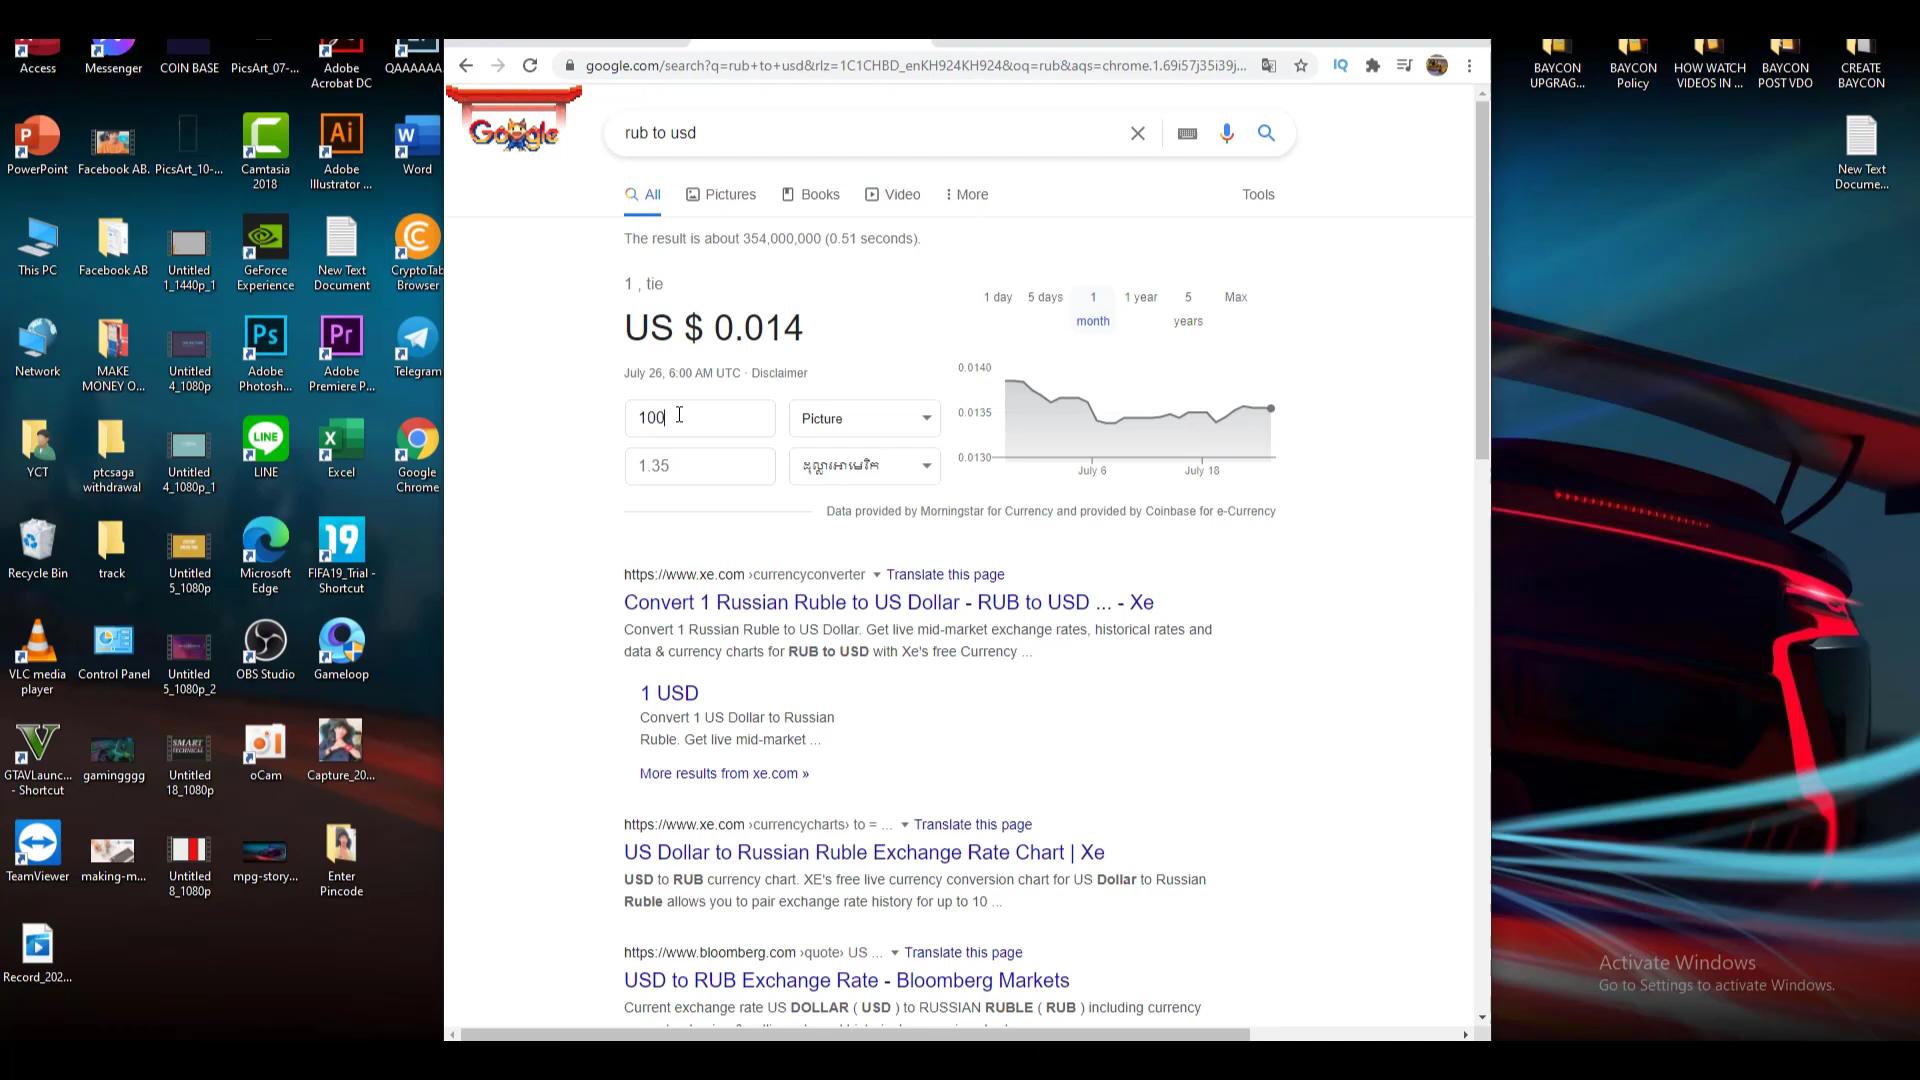 Access
Messenger
COIN BASE
PicsArt_07-...
Adobe
Acrobat DC
QAAAAAA
PowerPoint
Facebook AB.
PicsArt_10-...
Camtasia
2018
Adobe
Illustrator ...
Word
This PC
Facebook AB
Untitled
1_1440p_1
GeForce
Experience
New Text
Document
CryptoTab
Browser
Network
MAKE
MONEY O...
Untitled
4_1080p
Adobe
Photosh...
Adobe
Premiere P...
Telegram
YCT
ptcsaga
withdrawal
Untitled
4_1080p_1
LINE
Excel
Google
Chrome
Recycle Bin
track
Untitled
5_1080p
Microsoft
Edge
FIFA19_Trial -
Shortcut
VLC media
player
Control Panel
Untitled
5_1080p_2
OBS Studio
Gameloop
GTAVLaunc...
- Shortcut
gamingggg
Untitled
18_1080p
oCam
Capture_20...
TeamViewer
making-m...
Untitled
8_1080p
mpg-story...
Enter
Pincode
Record_202...
google.com/search?q=rub+to+usd&rlz=1C1CHBD_enKH924KH924&oq=rub&aqs=chrome.1.69i57j35i39j...
IQ
Google
rub to usd
All
Pictures
Books
Video
More
Tools
The result is about 354,000,000 (0.51 seconds).
1 , tie
US $ 0.014
July 26, 6:00 AM UTC · Disclaimer
100
Picture
1.35
ដុល្លារ​អាមេរិក
1 day
5 days
1
month
1 year
5
years
Max
0.0140
0.0135
0.0130
July 6
July 18
Data provided by Morningstar for Currency and provided by Coinbase for e-Currency
https://www.xe.com ›currencyconverter
Translate this page
Convert 1 Russian Ruble to US Dollar - RUB to USD ... - Xe
Convert 1 Russian Ruble to US Dollar. Get live mid-market exchange rates, historical rates and
data & currency charts for RUB to USD with Xe's free Currency ...
1 USD
Convert 1 US Dollar to Russian
Ruble. Get live mid-market ...
More results from xe.com »
https://www.xe.com ›currencycharts› to = ...
Translate this page
US Dollar to Russian Ruble Exchange Rate Chart | Xe
USD to RUB currency chart. XE's free live currency conversion chart for US Dollar to Russian
Ruble allows you to pair exchange rate history for up to 10 ...
https://www.bloomberg.com ›quote› US ...
Translate this page
USD to RUB Exchange Rate - Bloomberg Markets
Current exchange rate US DOLLAR ( USD ) to RUSSIAN RUBLE ( RUB ) including currency
BAYCON
UPGRAG...
BAYCON
Policy
HOW WATCH
VIDEOS IN ...
BAYCON
POST VDO
CREATE
BAYCON
New Text
Docume...
Activate Windows
Go to Settings to activate Windows.